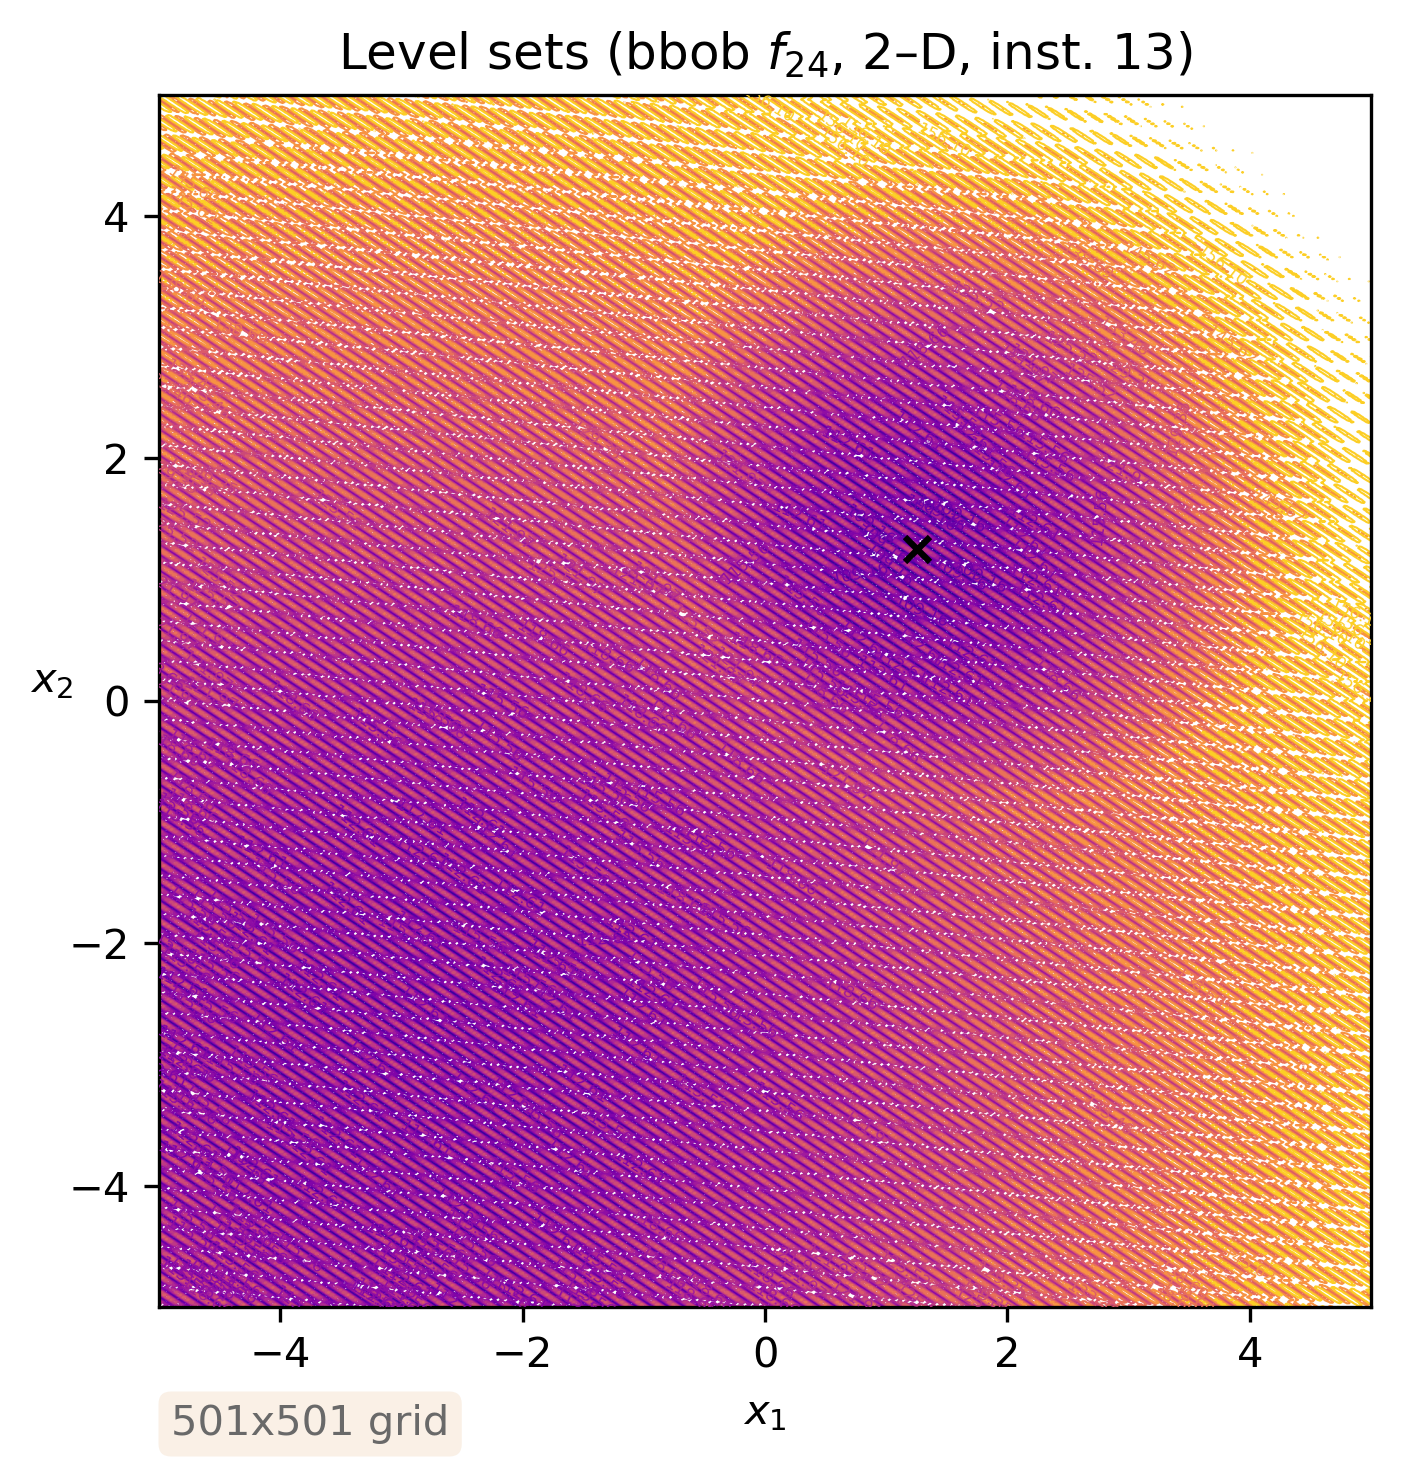 Level sets (bbob f24, 2–D, inst. 13)
4
2
x2 0
−2
−4
−4 −2 0 2 4
x1
501x501 grid